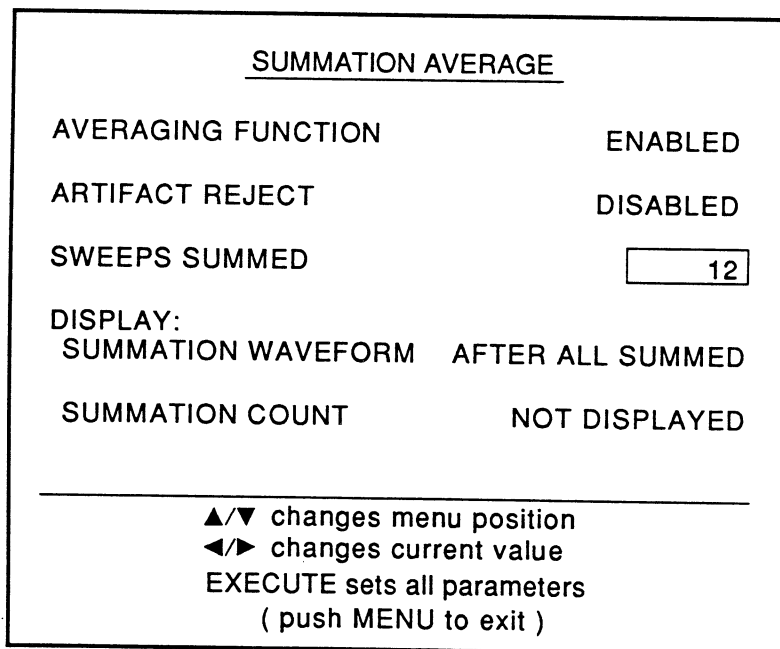 SUMMATION AVERAGE
AVERAGING FUNCTION ENABLED
ARTIFACT REJECT DISABLED
SWEEPS SUMMED 12
DISPLAY:
SUMMATION WAVEFORM AFTER ALL SUMMED
SUMMATION COUNT NOT DISPLAYED
▲/▼ changes menu position
◄/► changes current value
EXECUTE sets all parameters
( push MENU to exit )